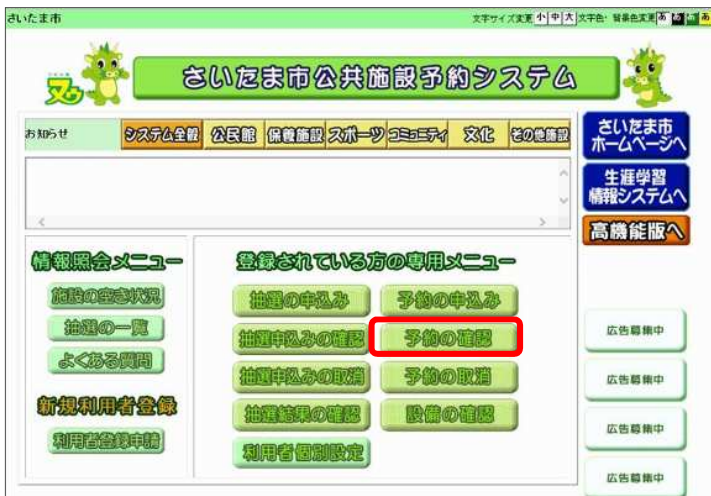 さいたま市
文字サイズ変更 小 中 大 文字色・背景色変更 あ あ あ あ
さいたま市公共施設予約システム
お知らせ
システム全般 公民館 保養施設 スポーツ コミュニティ 文化 その他施設
さいたま市
ホームページへ
生涯学習
情報システムへ
高機能版へ
情報照会メニュー
施設の空き状況
抽選の一覧
よくある質問
新規利用者登録
利用者登録申請
登録されている方の専用メニュー
抽選の申込み 予約の申込み
抽選申込みの確認 予約の確認
抽選申込みの取消 予約の取消
抽選結果の確認 設備の確認
利用者個別設定
広告募集中
広告募集中
広告募集中
広告募集中